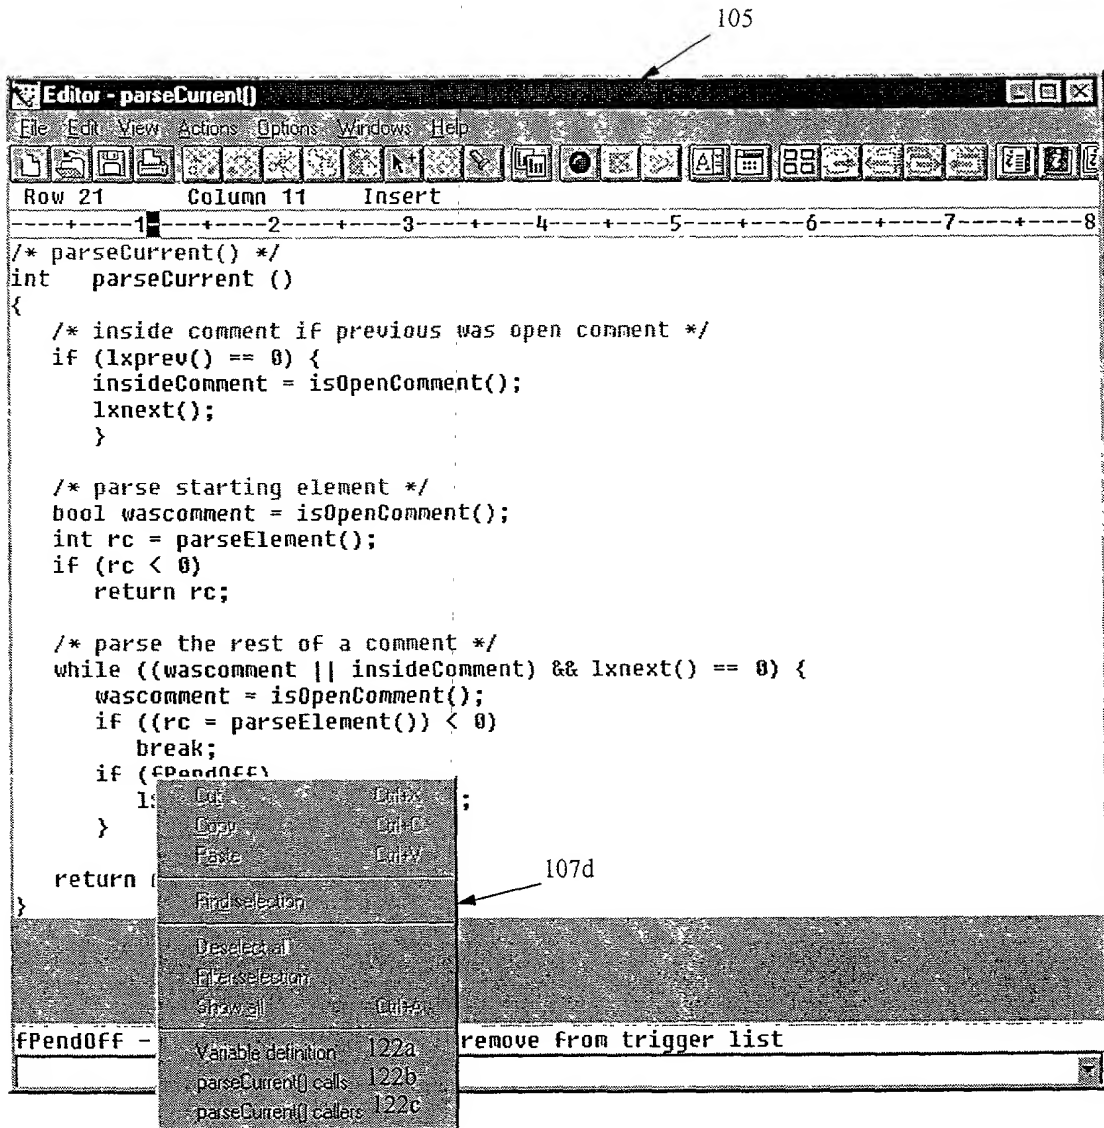 105
Editor - parseCurrent()
File Edit View Actions Options Windows Help
Row 21 Column 11 Insert
----+----1----+----2----+----3----+----4----+----5----+----6----+----7----+----8
/* parseCurrent() */
int parseCurrent ()
{
/* inside comment if previous was open comment */
if (lxprev() == 0) {
insideComment = isOpenComment();
lxnext();
}
/* parse starting element */
bool wascomment = isOpenComment();
int rc = parseElement();
if (rc < 0)
return rc;
/* parse the rest of a comment */
while ((wascomment || insideComment) && lxnext() == 0) {
wascomment = isOpenComment();
if ((rc = parseElement()) < 0)
break;
if (fPendOff)
;
}
return
}
Cut Ctrl+X
Copy Ctrl+C
Paste Ctrl+V
Find selection
107d
Deselect all
Filter selection
Show all Ctrl+A
fPendOff - remove from trigger list
Variable definition 122a
parseCurrent() calls 122b
parseCurrent() callers 122c